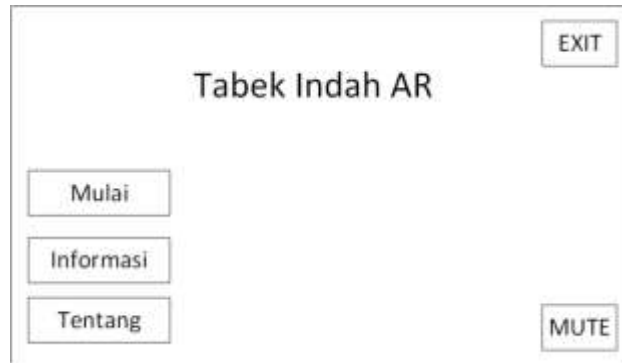 EXIT
Tabek Indah AR
Mulai
Informasi
Tentang
MUTE